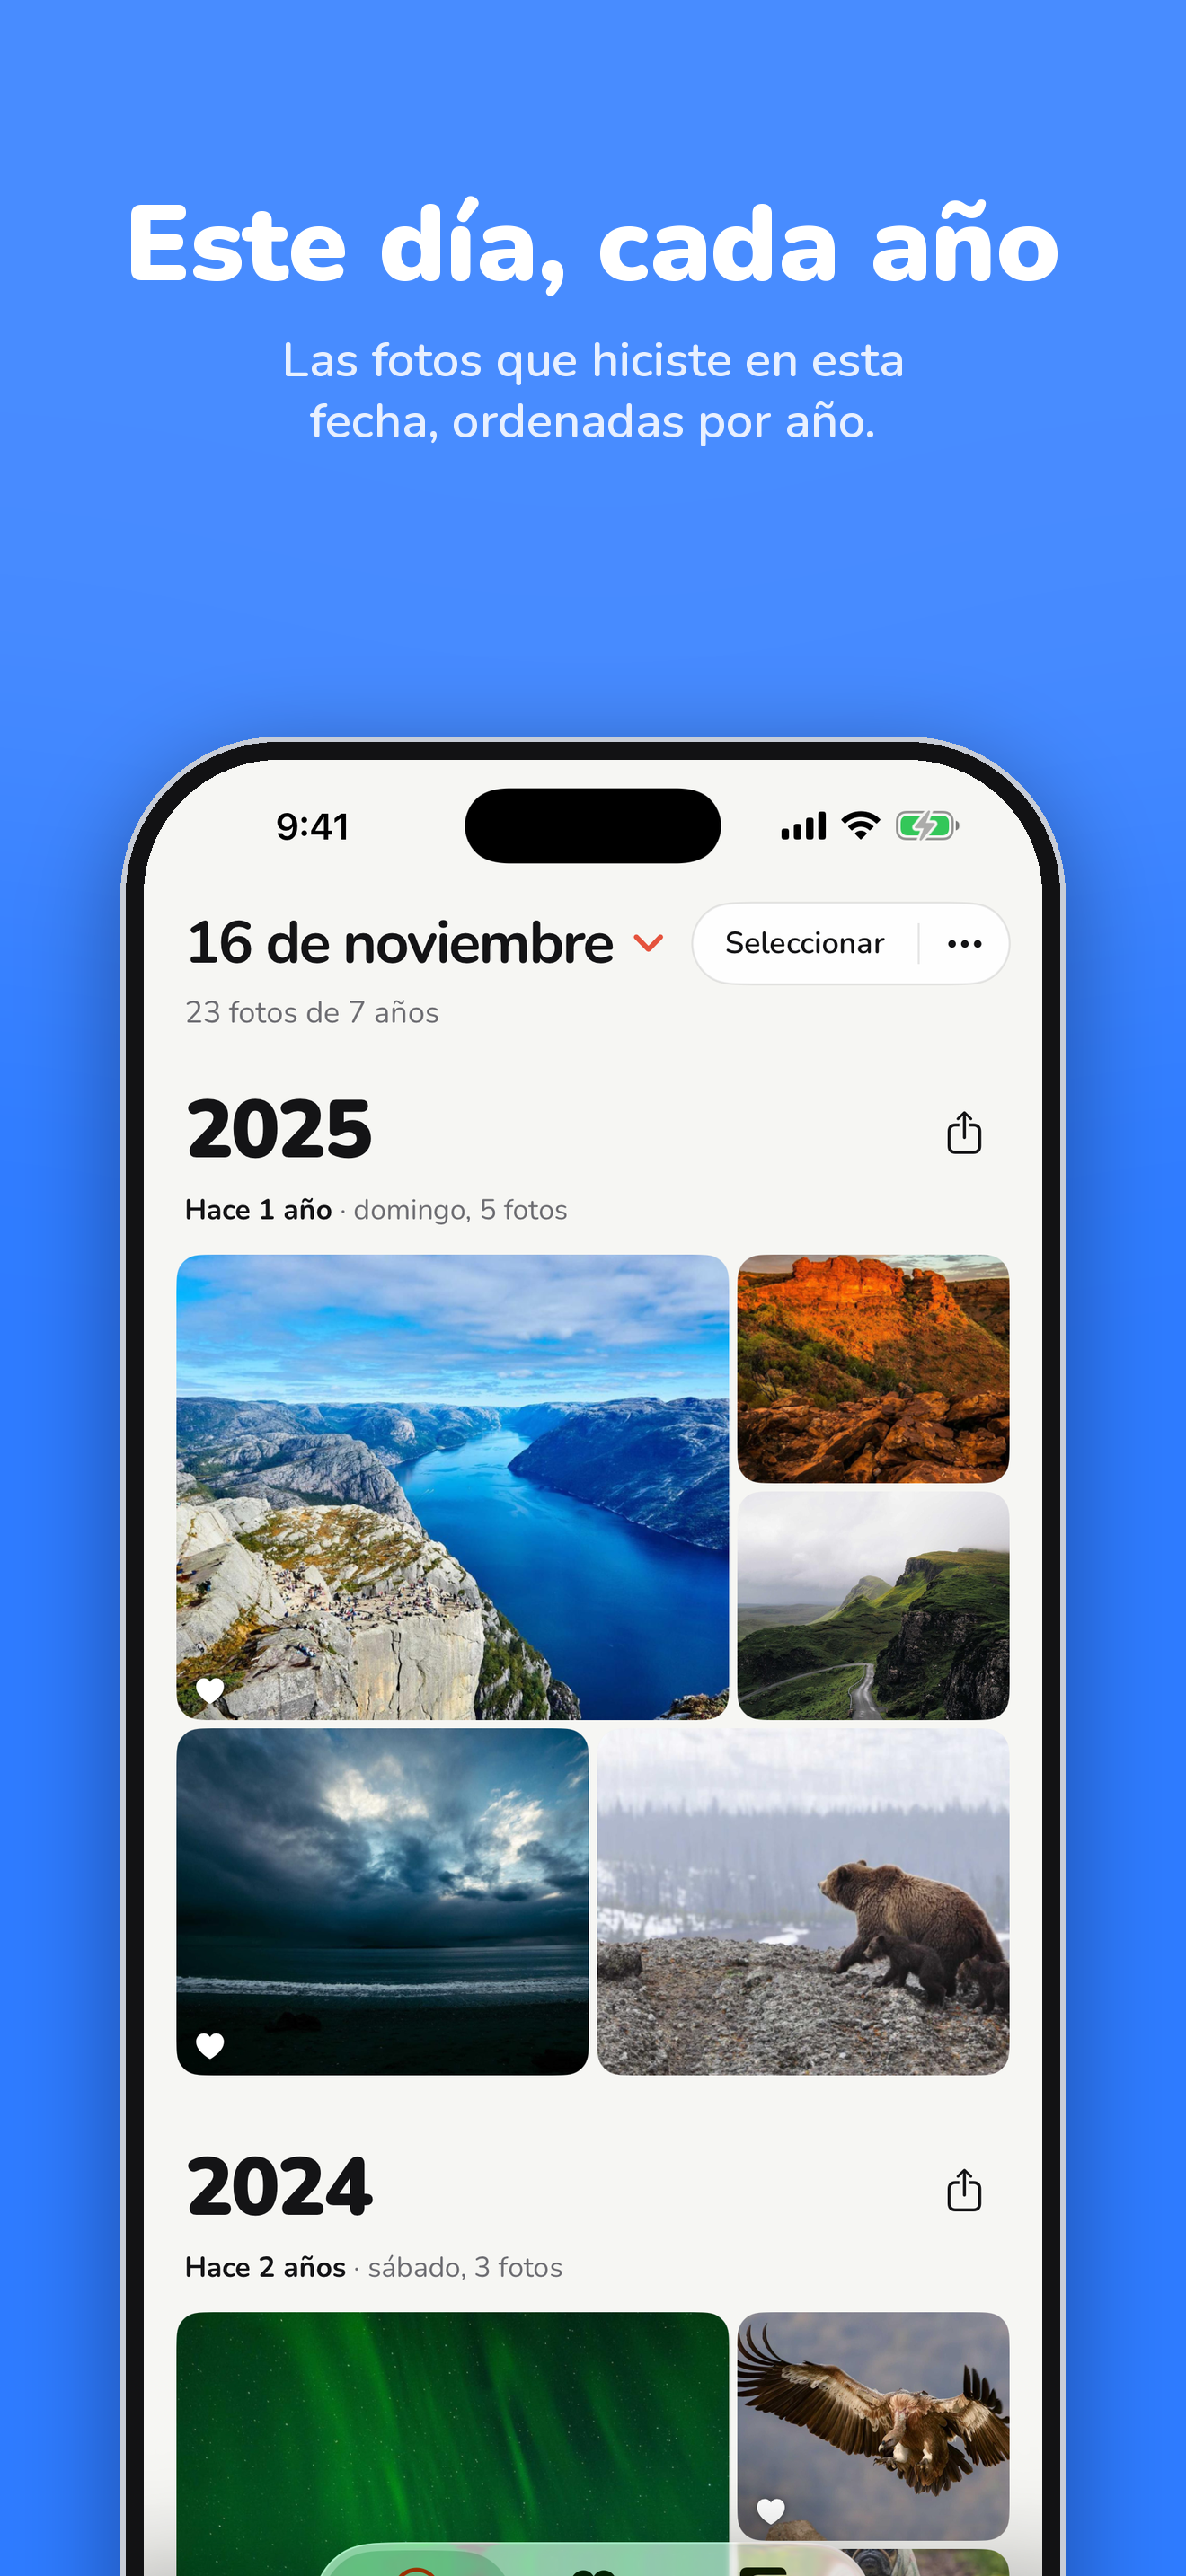 Este día, cada año
Las fotos que hiciste en esta
fecha, ordenadas por año.
9:41
16 de noviembre
Seleccionar
23 fotos de 7 años
2025
Hace 1 año · domingo, 5 fotos
2024
Hace 2 años · sábado, 3 fotos